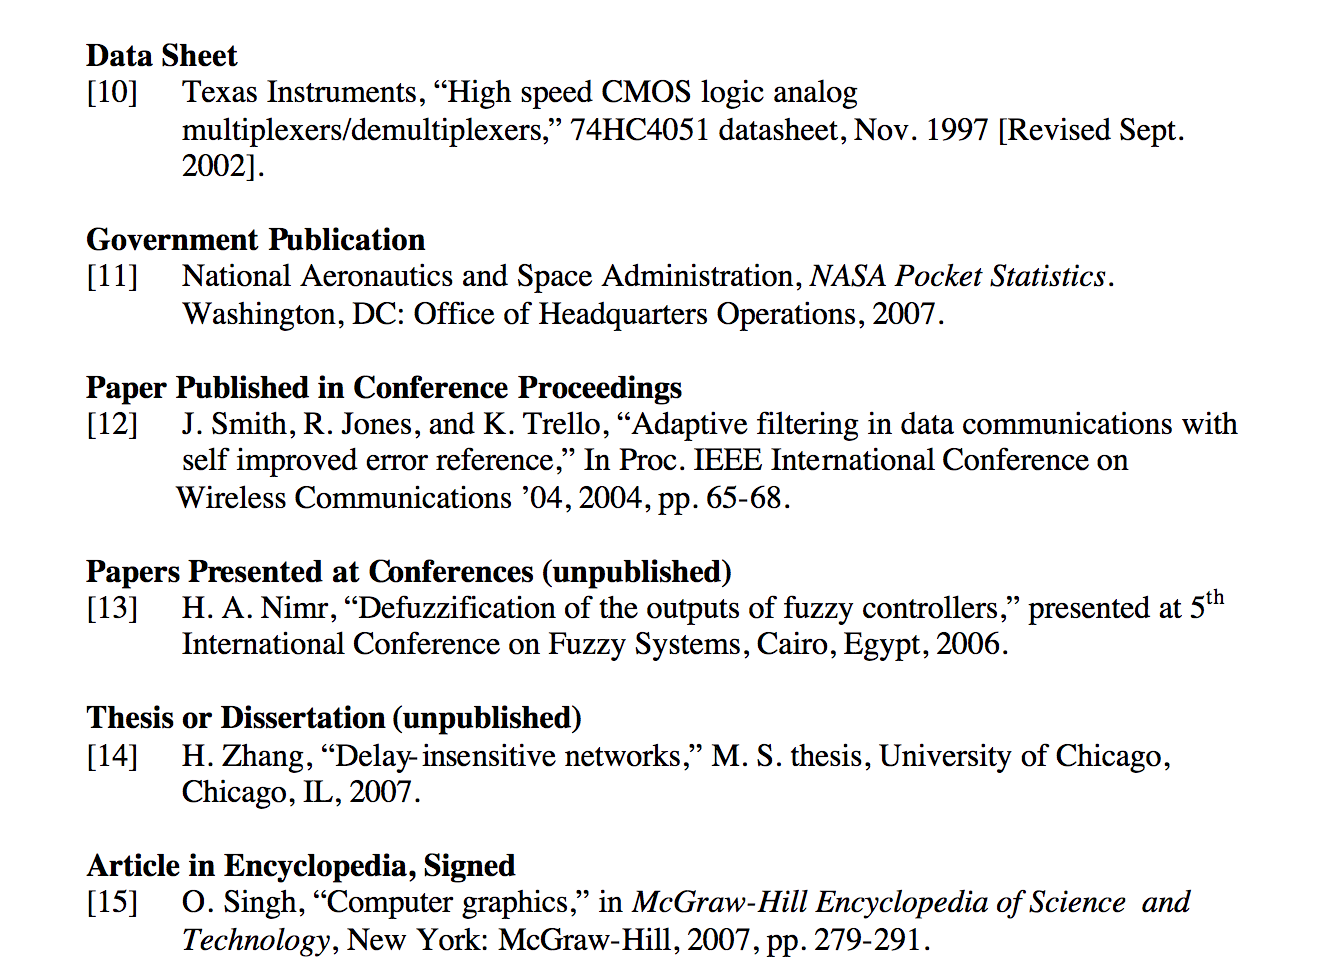 Data Sheet
[10] Texas Instruments, “High speed CMOS logic analog
multiplexers/demultiplexers,” 74HC4051 datasheet, Nov. 1997 [Revised Sept.
2002].
Government Publication
[11] National Aeronautics and Space Administration, NASA Pocket Statistics.
Washington, DC: Office of Headquarters Operations, 2007.
Paper Published in Conference Proceedings
[12] J. Smith, R. Jones, and K. Trello, “Adaptive filtering in data communications with
self improved error reference,” In Proc. IEEE International Conference on
Wireless Communications ’04, 2004, pp. 65-68.
Papers Presented at Conferences (unpublished)
[13] H. A. Nimr, “Defuzzification of the outputs of fuzzy controllers,” presented at 5th
International Conference on Fuzzy Systems, Cairo, Egypt, 2006.
Thesis or Dissertation (unpublished)
[14] H. Zhang, “Delay-insensitive networks,” M. S. thesis, University of Chicago,
Chicago, IL, 2007.
Article in Encyclopedia, Signed
[15] O. Singh, “Computer graphics,” in McGraw-Hill Encyclopedia of Science and
Technology, New York: McGraw-Hill, 2007, pp. 279-291.